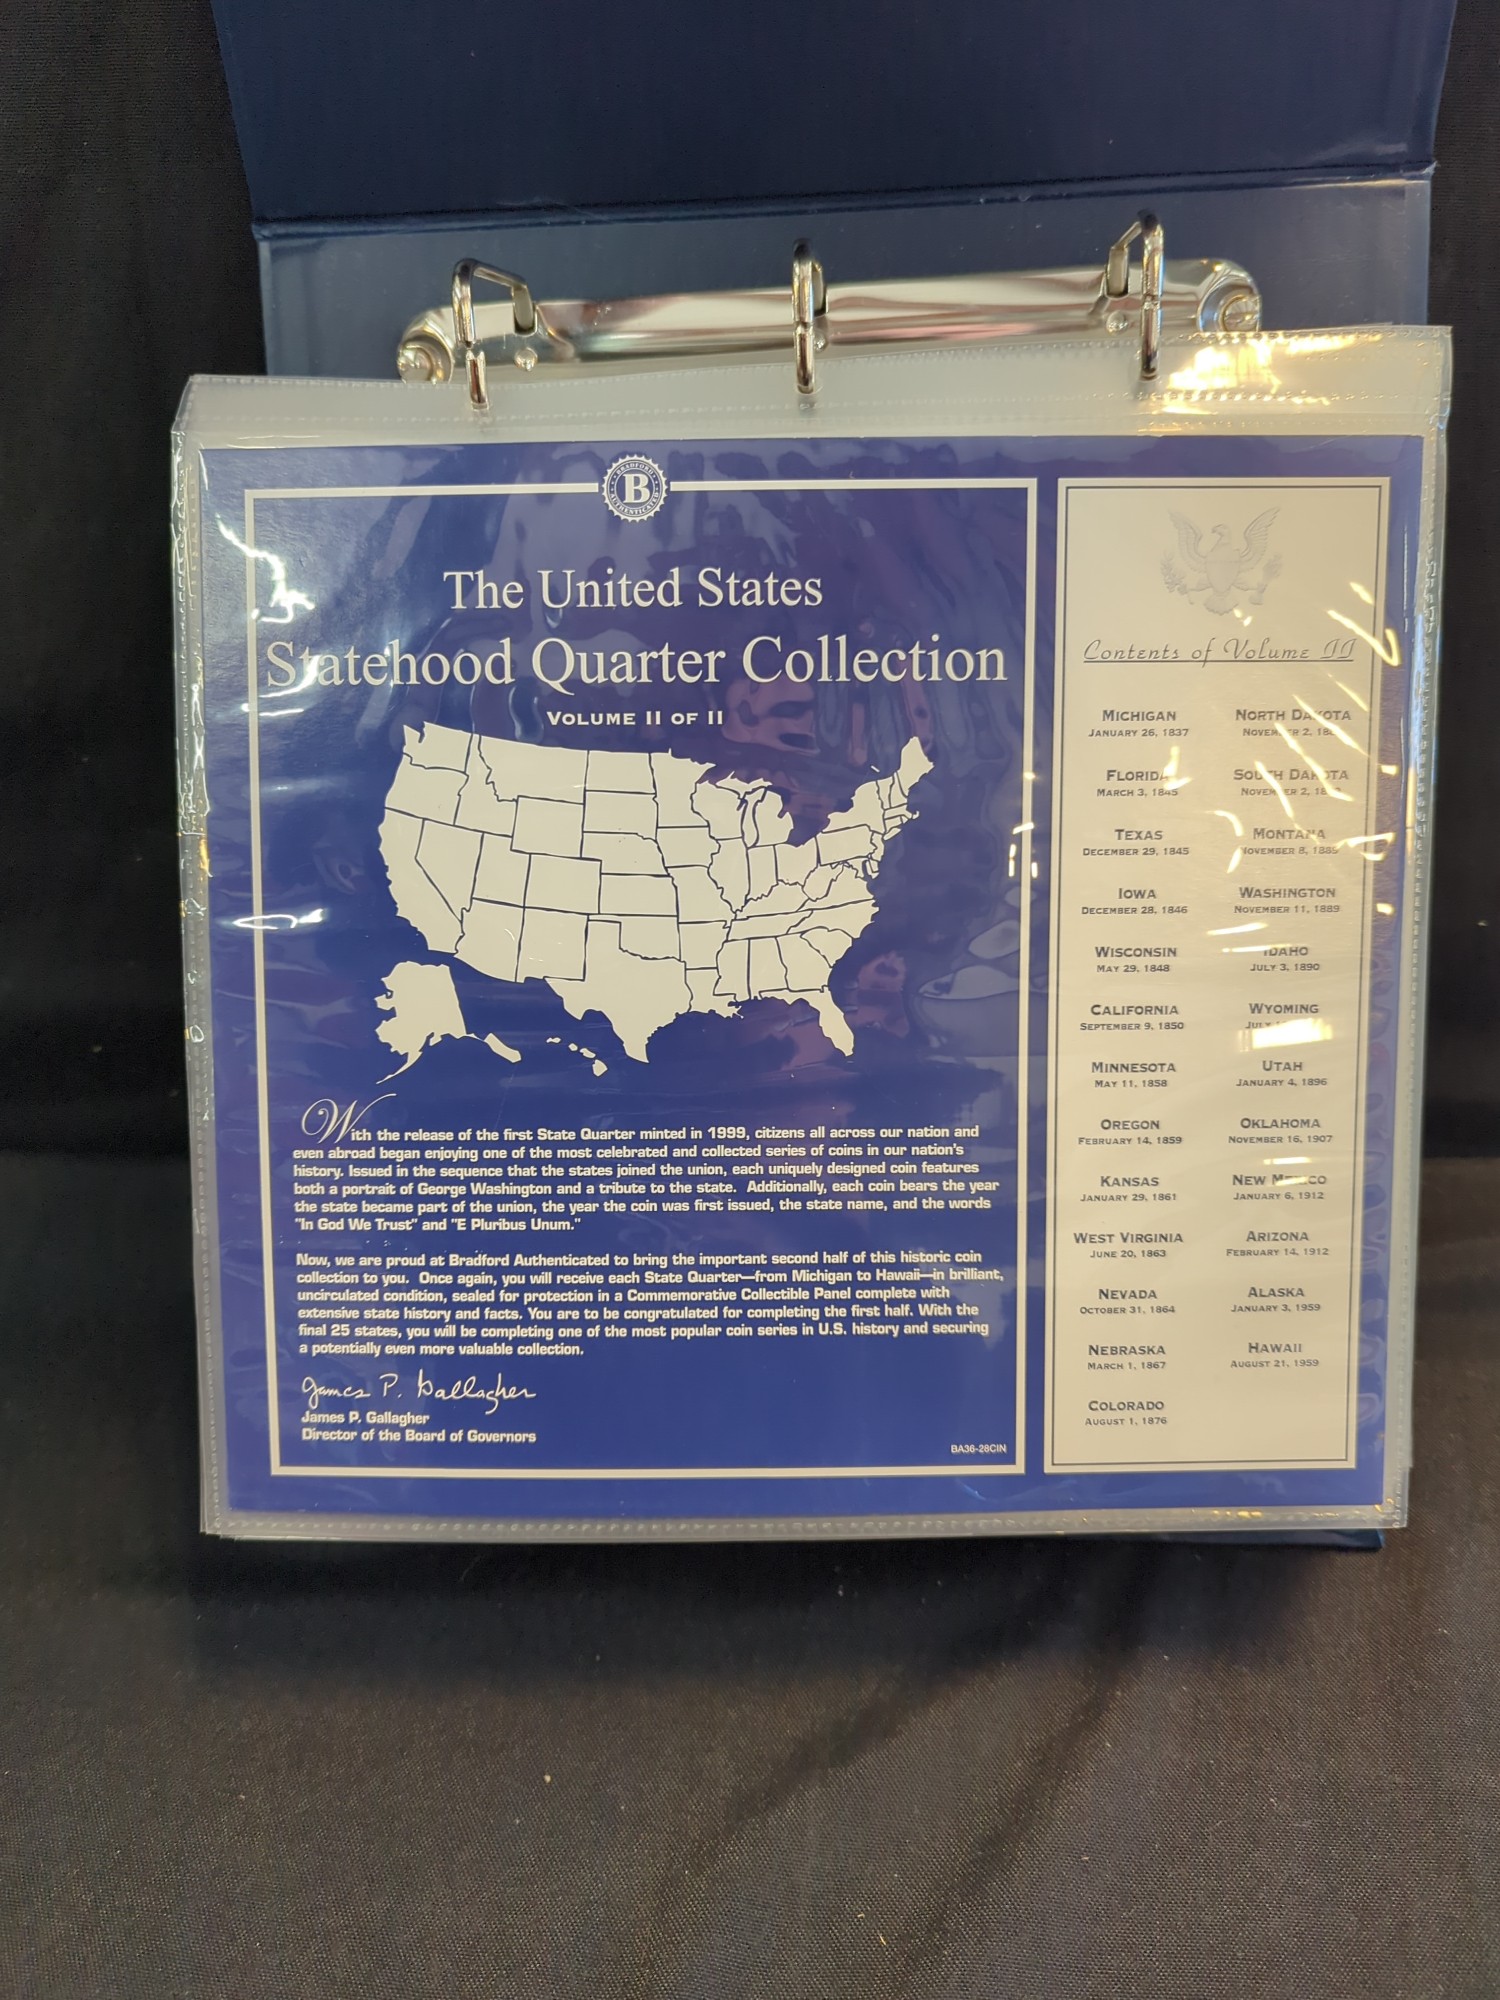 BRADFORD
B
AUTHENTICATED
The United States
Statehood Quarter Collection
VOLUME II OF II
With the release of the first State Quarter minted in 1999, citizens all across our nation and
even abroad began enjoying one of the most celebrated and collected series of coins in our nation's
history. Issued in the sequence that the states joined the union, each uniquely designed coin features
both a portrait of George Washington and a tribute to the state. Additionally, each coin bears the year
the state became part of the union, the year the coin was first issued, the state name, and the words
"In God We Trust" and "E Pluribus Unum."
Now, we are proud at Bradford Authenticated to bring the important second half of this historic coin
collection to you. Once again, you will receive each State Quarter—from Michigan to Hawaii—in brilliant,
uncirculated condition, sealed for protection in a Commemorative Collectible Panel complete with
extensive state history and facts. You are to be congratulated for completing the first half. With the
final 25 states, you will be completing one of the most popular coin series in U.S. history and securing
a potentially even more valuable collection.
James P. Gallagher
James P. Gallagher
Director of the Board of Governors
BA36-28CIN
Contents of Volume II
MICHIGAN
JANUARY 26, 1837
FLORIDA
MARCH 3, 1845
TEXAS
DECEMBER 29, 1845
IOWA
DECEMBER 28, 1846
WISCONSIN
MAY 29, 1848
CALIFORNIA
SEPTEMBER 9, 1850
MINNESOTA
MAY 11, 1858
OREGON
FEBRUARY 14, 1859
KANSAS
JANUARY 29, 1861
WEST VIRGINIA
JUNE 20, 1863
NEVADA
OCTOBER 31, 1864
NEBRASKA
MARCH 1, 1867
COLORADO
AUGUST 1, 1876
NORTH DAKOTA
NOVEMBER 2,
SOUTH DAKOTA
NOVEMBER 2,
MONTANA
NOVEMBER 8, 1889
WASHINGTON
NOVEMBER 11, 1889
IDAHO
JULY 3, 1890
WYOMING
JULY
UTAH
JANUARY 4, 1896
OKLAHOMA
NOVEMBER 16, 1907
NEW MEXICO
JANUARY 6, 1912
ARIZONA
FEBRUARY 14, 1912
ALASKA
JANUARY 3, 1959
HAWAII
AUGUST 21, 1959